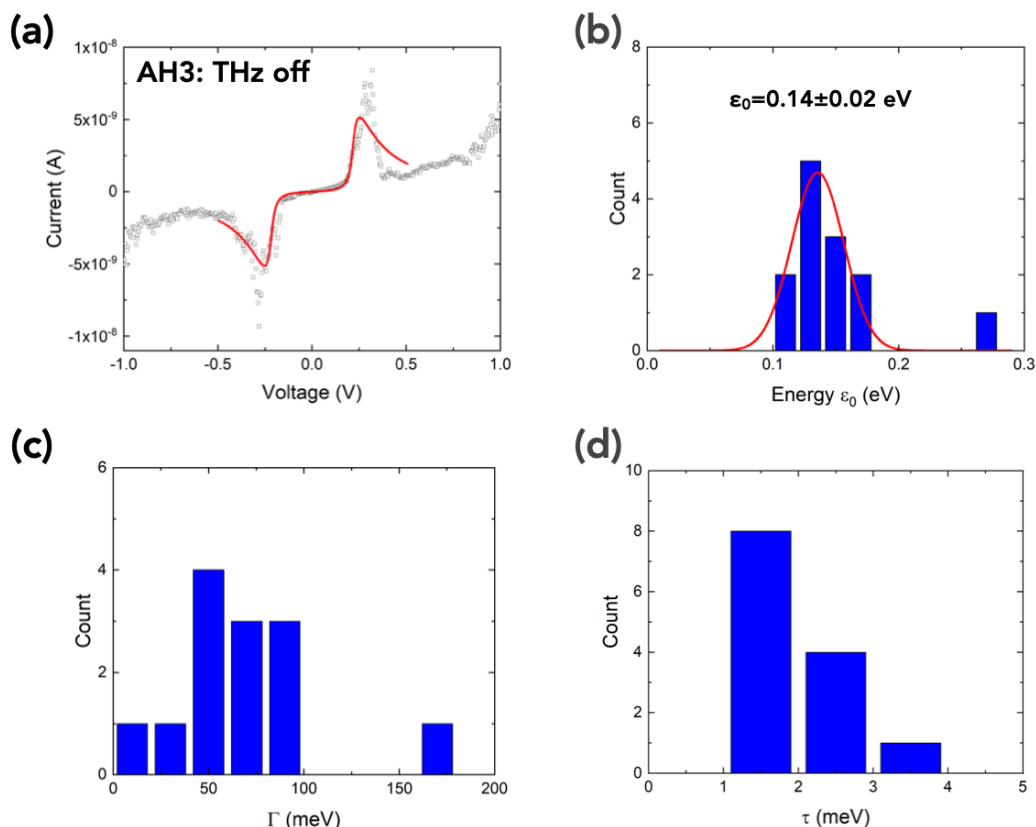 (a)
AH3: THz off
1x10⁻⁸
5x10⁻⁹
0
-5x10⁻⁹
-1x10⁻⁸
Current (A)
-1.0 -0.5 0.0 0.5 1.0
Voltage (V)
(b)
ε₀=0.14±0.02 eV
8
6
4
2
0
Count
0.0 0.1 0.2 0.3
Energy ε₀ (eV)
(c)
6
4
2
0
Count
0 50 100 150 200
Γ (meV)
(d)
10
8
6
4
2
0
Count
0 1 2 3 4 5
τ (meV)